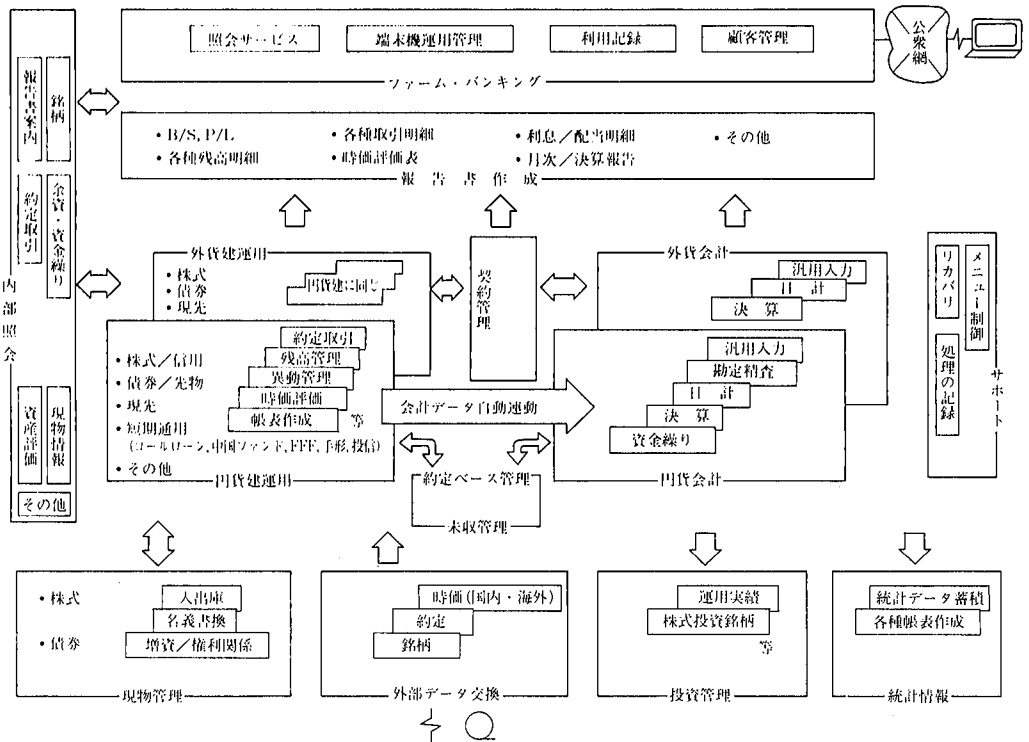 照会サービス
端末機運用管理
利用記録
顧客管理
ファーム・バンキング
公衆網
報告書案内
銘柄
約定取引
余資・資金繰り
内部照会
資産評価
現物情報
その他
・B/S, P/L
・各種取引明細
・利息／配当明細
・その他
・各種残高明細
・時価評価表
・月次／決算報告
報告書作成
外貨建運用
・株式
・債券
・現先
円貨建に同じ
契約管理
外貨会計
汎用入力
日計
決算
リカバリ
メニュー制御
処理の記録
サポート
約定取引
残高管理
異動管理
時価評価
帳表作成
等
・株式／信用
・債券／先物
・現先
・短期運用
(コールローン, 中国ファンド, FFF, 手形, 投信)
・その他
円貨建運用
会計データ自動連動
汎用入力
勘定精査
日計
決算
資金繰り
円貨会計
約定ベース管理
未収管理
・株式
・債券
入出庫
名義書換
増資／権利関係
現物管理
時価(国内・海外)
約定
銘柄
外部データ交換
運用実績
株式投資銘柄
等
投資管理
統計データ蓄積
各種帳表作成
統計情報